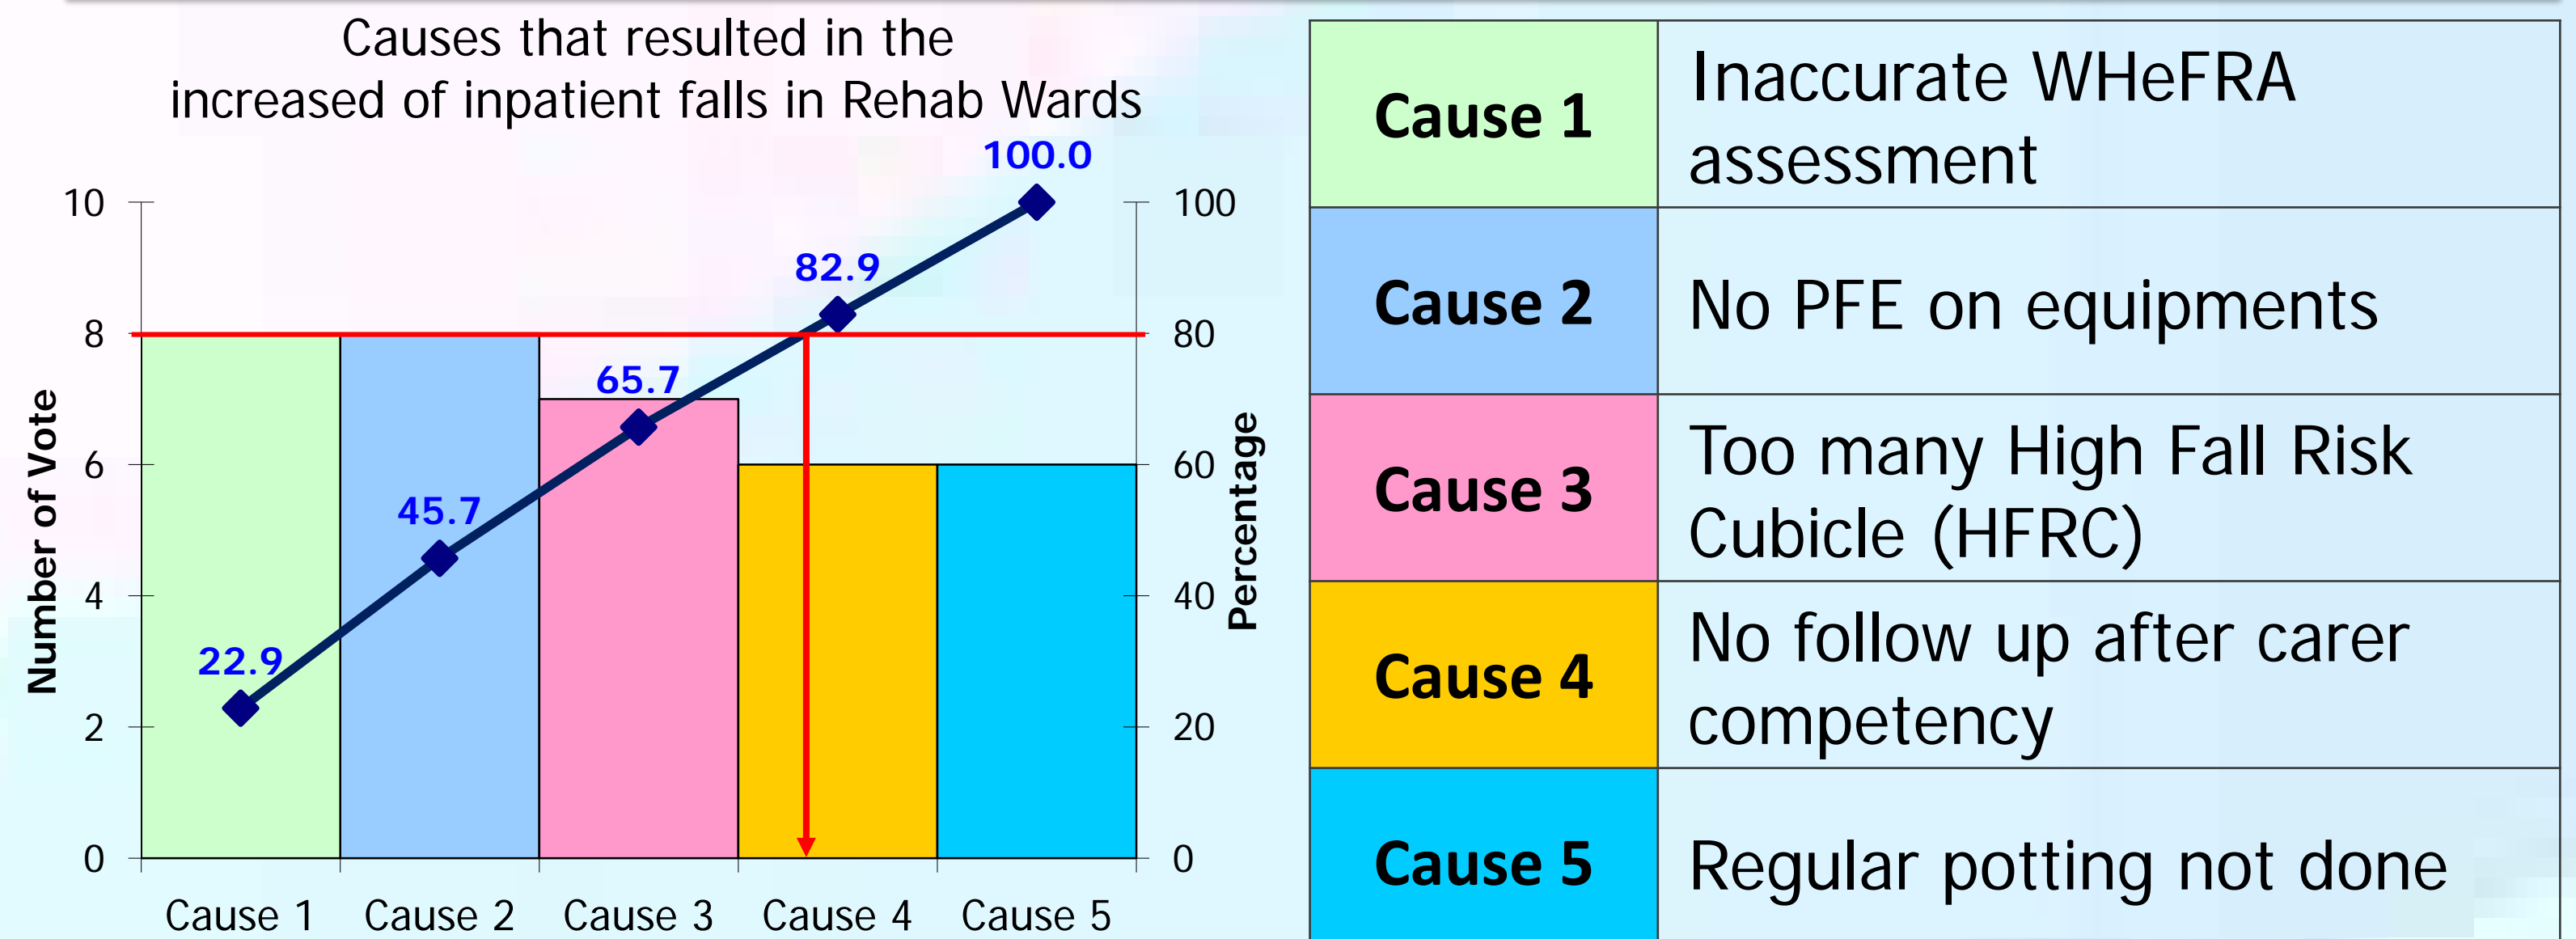 Causes that resulted in the
increased of inpatient falls in Rehab Wards
Number of Vote
10
8
6
4
2
0
22.9
45.7
65.7
82.9
100.0
100
80
60
40
20
0
Percentage
Cause 1 Cause 2 Cause 3 Cause 4 Cause 5
Cause 1
Inaccurate WHeFRA
assessment
Cause 2
No PFE on equipments
Cause 3
Too many High Fall Risk
Cubicle (HFRC)
Cause 4
No follow up after carer
competency
Cause 5
Regular potting not done